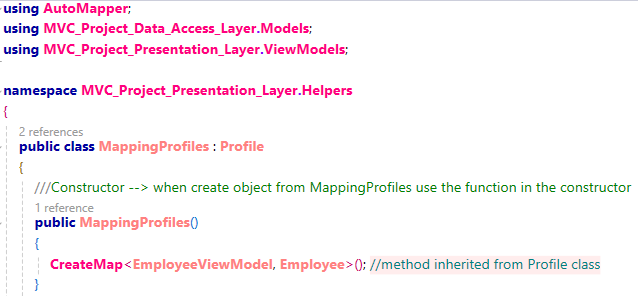 using AutoMapper;
using MVC_Project_Data_Access_Layer.Models;
using MVC_Project_Presentation_Layer.ViewModels;
namespace MVC_Project_Presentation_Layer.Helpers
{
2 references
public class MappingProfiles : Profile
{
///Constructor --> when create object from MappingProfiles use the function in the constructor
1 reference
public MappingProfiles()
{
CreateMap<EmployeeViewModel, Employee>(); //method inherited from Profile class
}